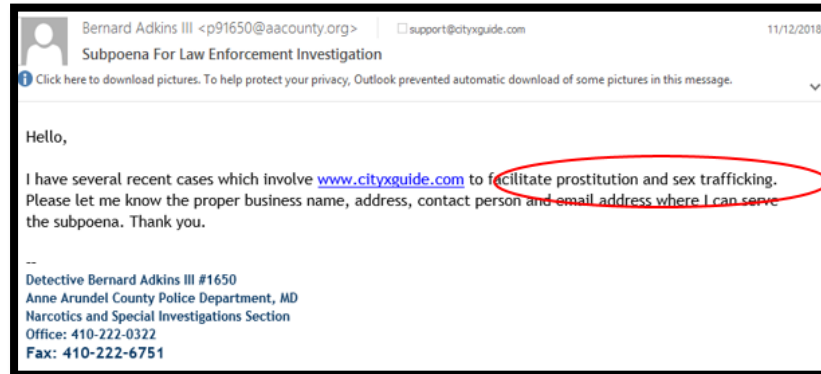 Bernard Adkins III <p91650@aacounty.org> support@cityxguide.com 11/12/2018
Subpoena For Law Enforcement Investigation
Click here to download pictures. To help protect your privacy, Outlook prevented automatic download of some pictures in this message.
Hello,
I have several recent cases which involve www.cityxguide.com to facilitate prostitution and sex trafficking.
Please let me know the proper business name, address, contact person and email address where I can serve
the subpoena. Thank you.
--
Detective Bernard Adkins III #1650
Anne Arundel County Police Department, MD
Narcotics and Special Investigations Section
Office: 410-222-0322
Fax: 410-222-6751